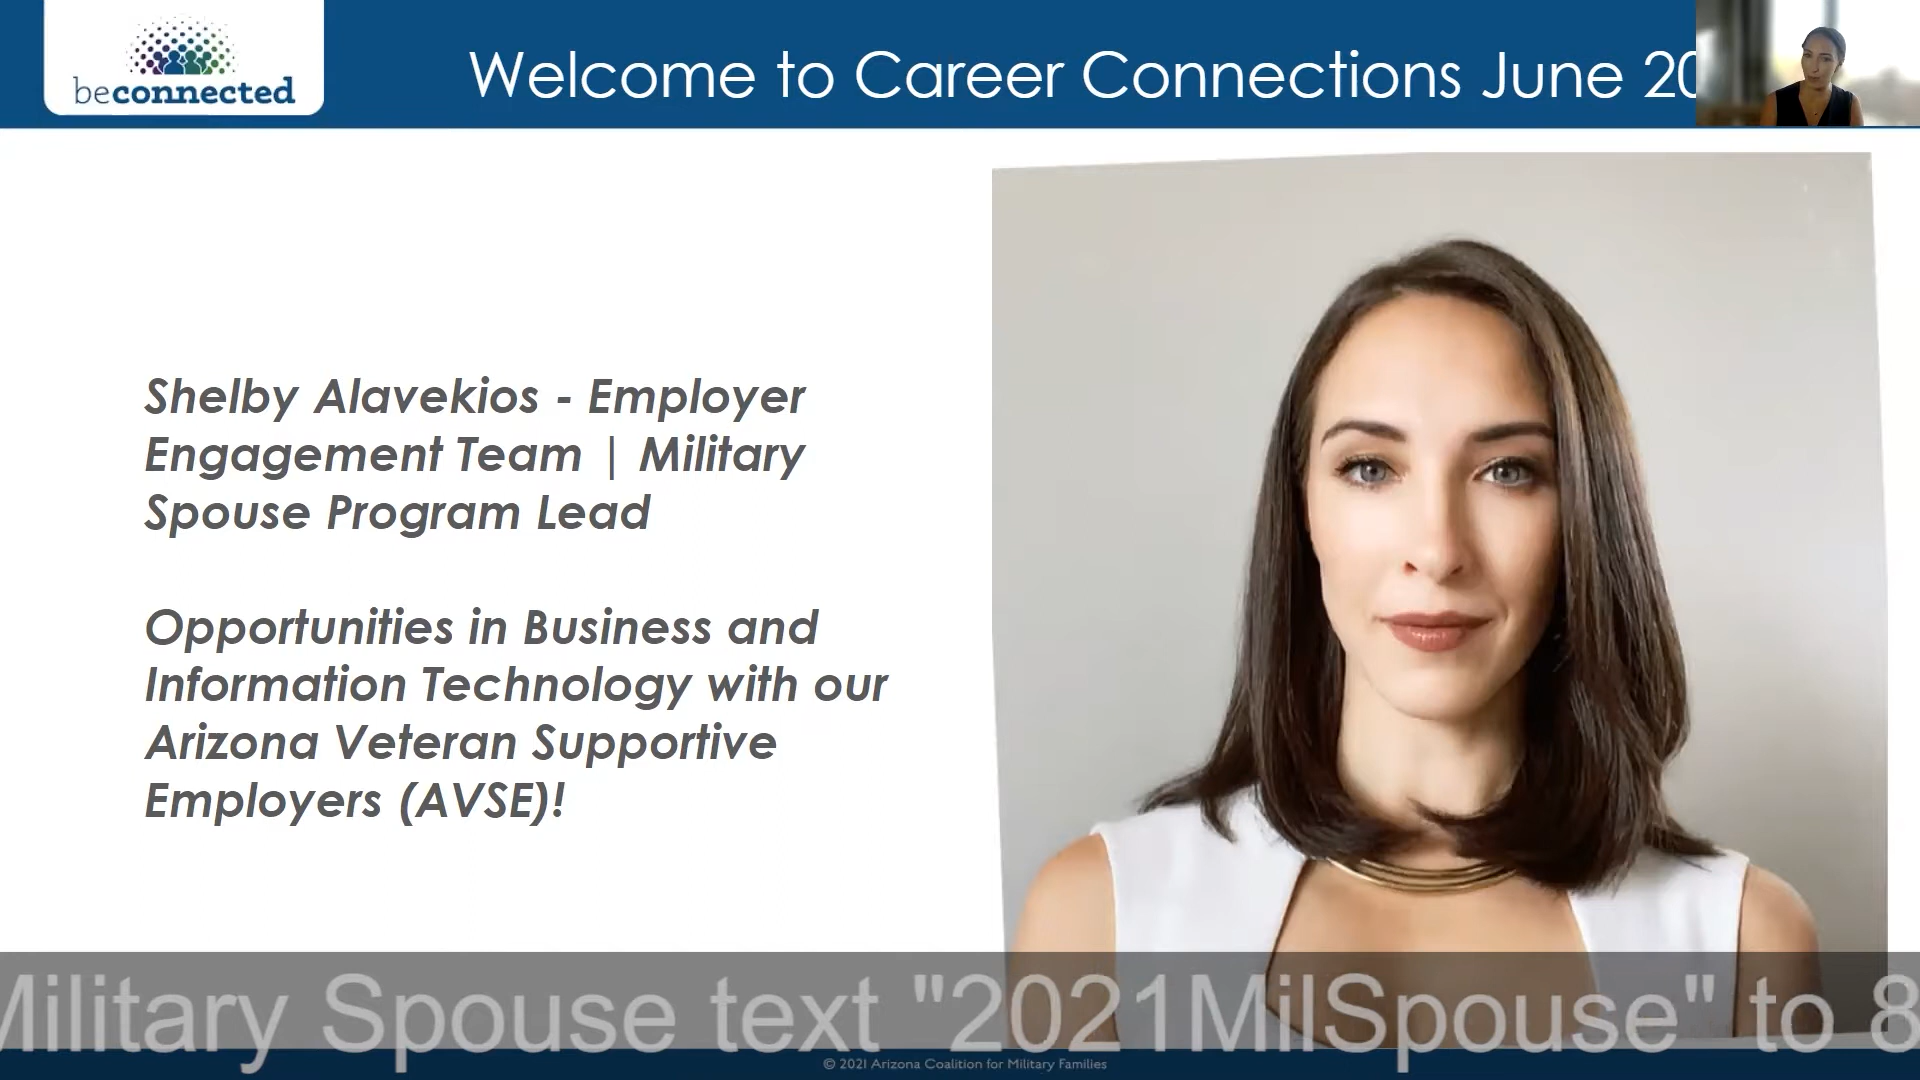 beconnected
Welcome to Career Connections June 20
Shelby Alavekios - Employer
Engagement Team | Military
Spouse Program Lead
Opportunities in Business and
Information Technology with our
Arizona Veteran Supportive
Employers (AVSE)!
Military Spouse text "2021MilSpouse" to 8
© 2021 Arizona Coalition for Military Families